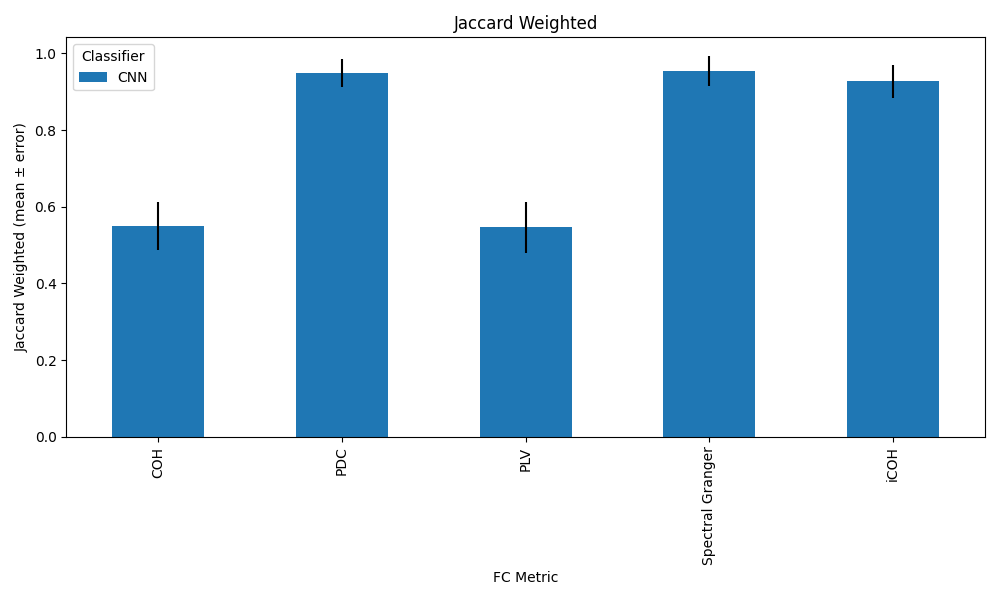 Jaccard Weighted
Classifier
CNN
Jaccard Weighted (mean ± error)
1.0
0.8
0.6
0.4
0.2
0.0
COH
PDC
PLV
Spectral Granger
iCOH
FC Metric